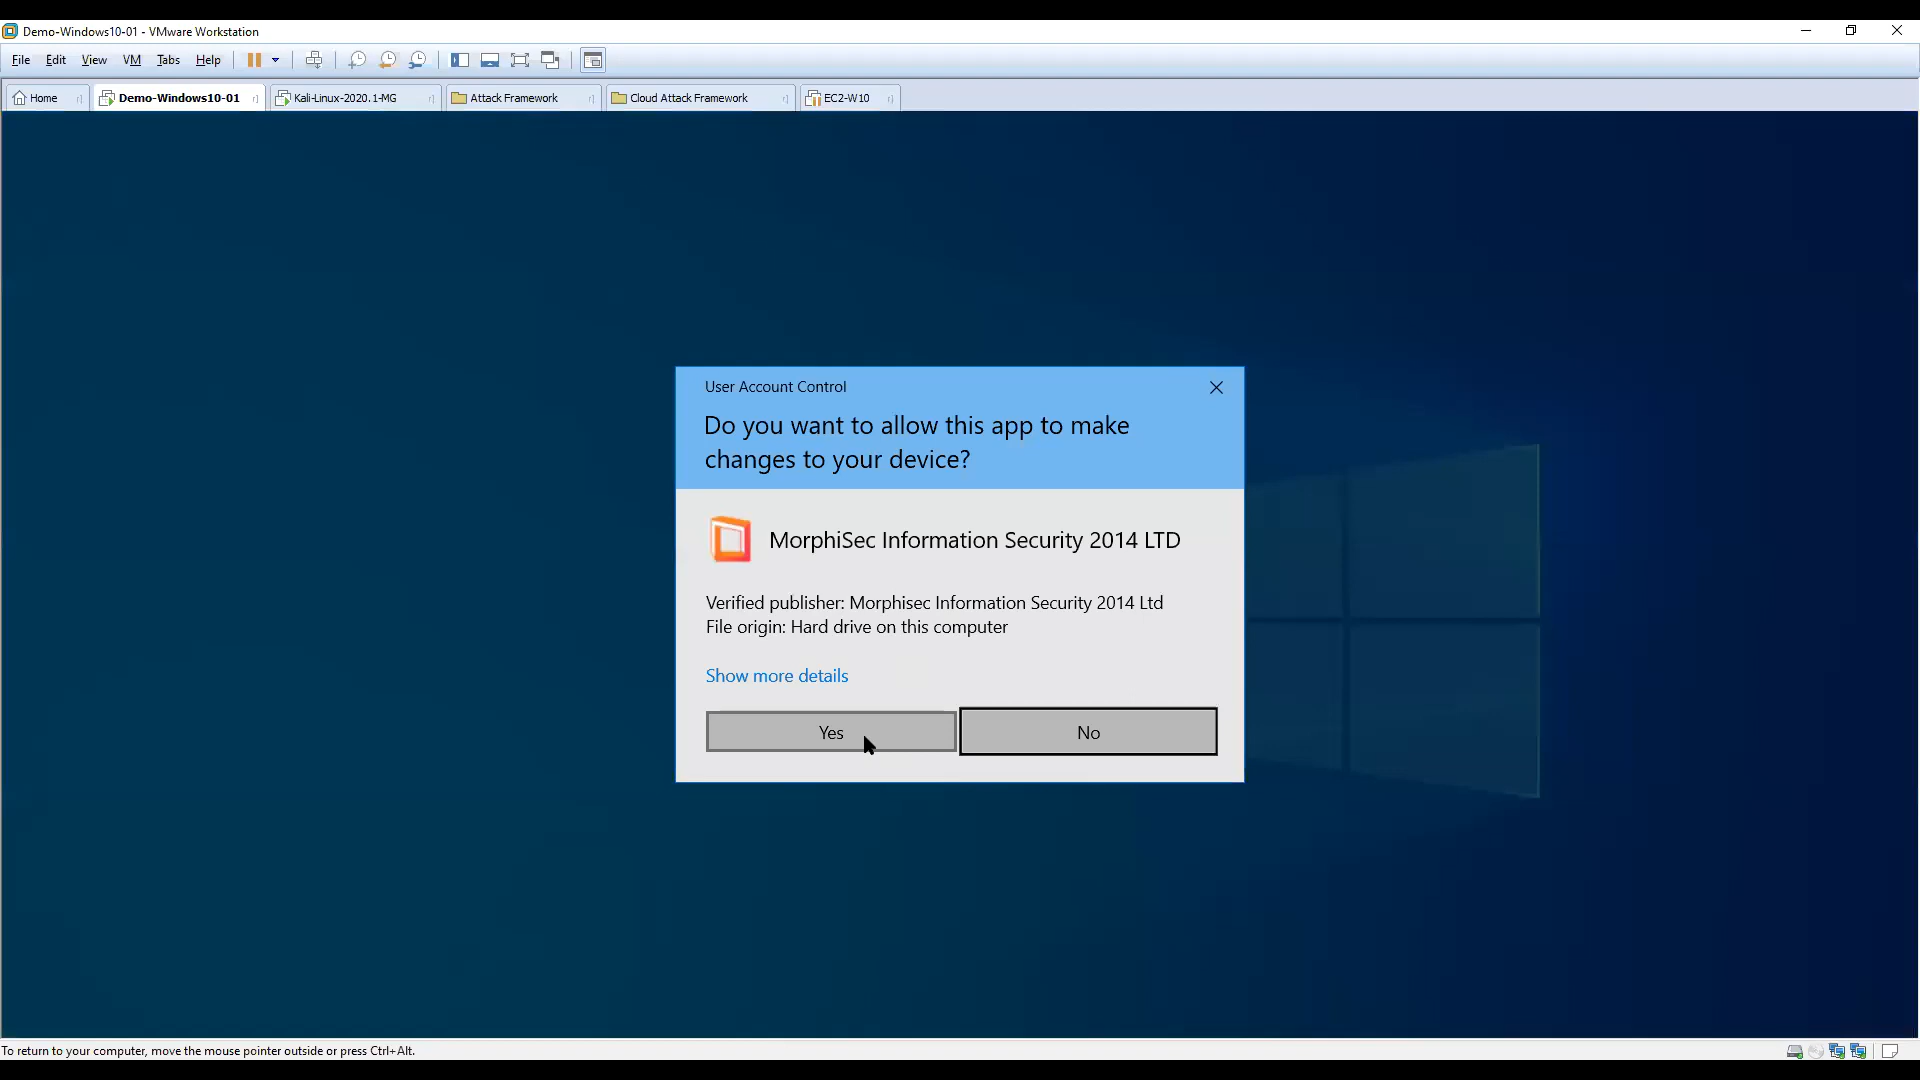 Demo-Windows10-01 - VMware Workstation
File Edit View VM Tabs Help
Home Demo-Windows10-01 Kali-Linux-2020.1-MG Attack Framework Cloud Attack Framework EC2-W10
User Account Control
Do you want to allow this app to make
changes to your device?
MorphiSec Information Security 2014 LTD
Verified publisher: Morphisec Information Security 2014 Ltd
File origin: Hard drive on this computer
Show more details
Yes No
To return to your computer, move the mouse pointer outside or press Ctrl+Alt.